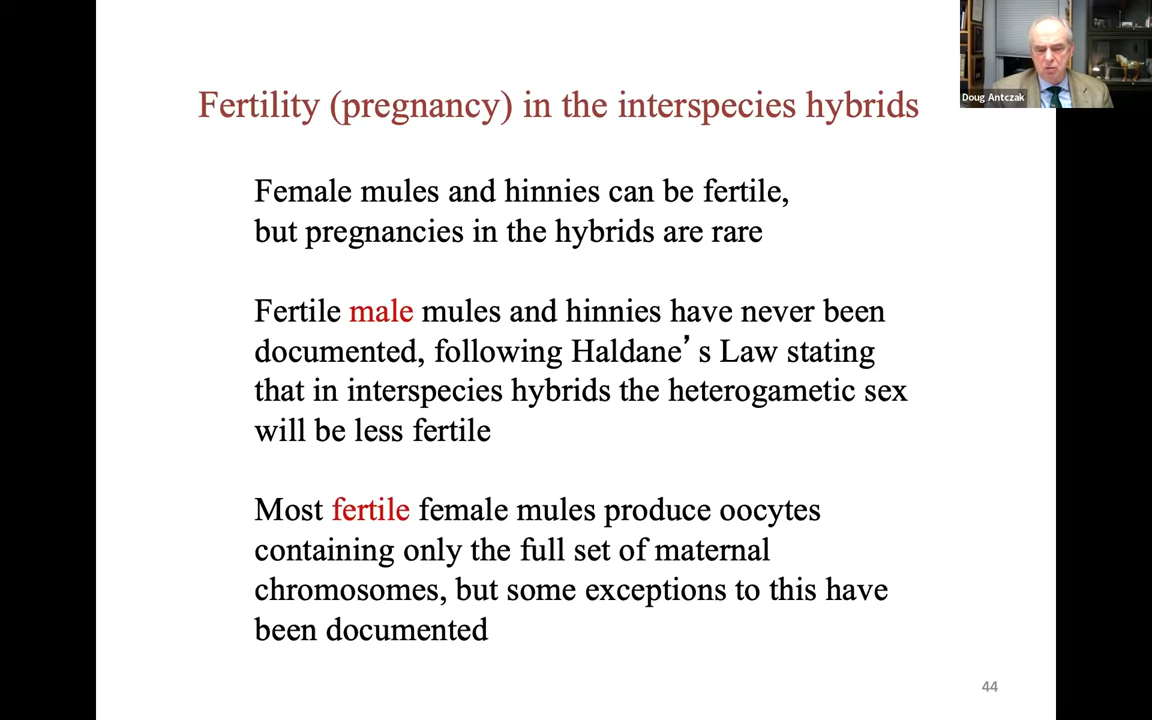 Fertility (pregnancy) in the interspecies hybrids
Doug Antczak
Female mules and hinnies can be fertile,
but pregnancies in the hybrids are rare
Fertile male mules and hinnies have never been
documented, following Haldane’s Law stating
that in interspecies hybrids the heterogametic sex
will be less fertile
Most fertile female mules produce oocytes
containing only the full set of maternal
chromosomes, but some exceptions to this have
been documented
44